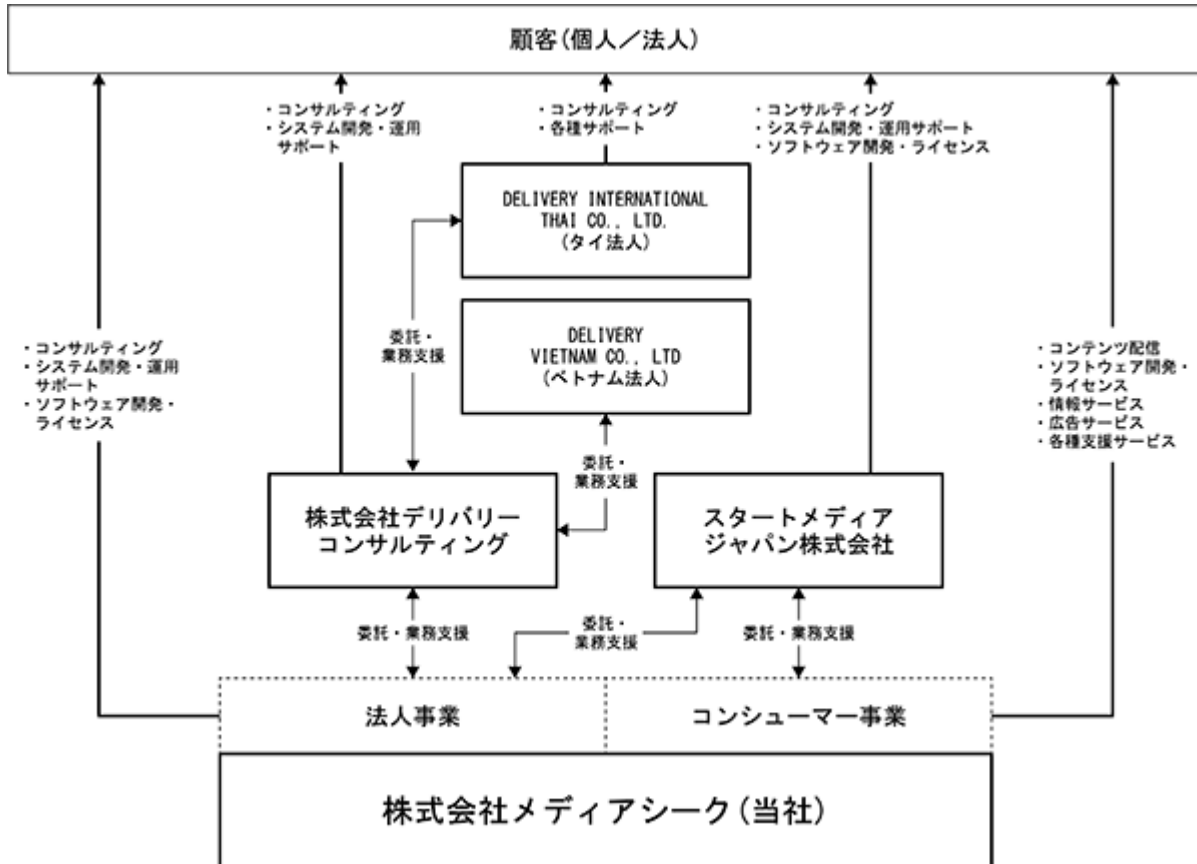 顧客(個人／法人)
・コンサルティング
・システム開発・運用
サポート
・コンサルティング
・各種サポート
・コンサルティング
・システム開発・運用サポート
・ソフトウェア開発・ライセンス
DELIVERY INTERNATIONAL
THAI CO., LTD.
(タイ法人)
委託・
業務支援
DELIVERY
VIETNAM CO., LTD
(ベトナム法人)
・コンサルティング
・システム開発・運用
サポート
・ソフトウェア開発・
ライセンス
・コンテンツ配信
・ソフトウェア開発・
ライセンス
・情報サービス
・広告サービス
・各種支援サービス
委託・
業務支援
株式会社デリバリー
コンサルティング
スタートメディア
ジャパン株式会社
委託・業務支援
委託・
業務支援
委託・業務支援
法人事業
コンシューマー事業
株式会社メディアシーク(当社)